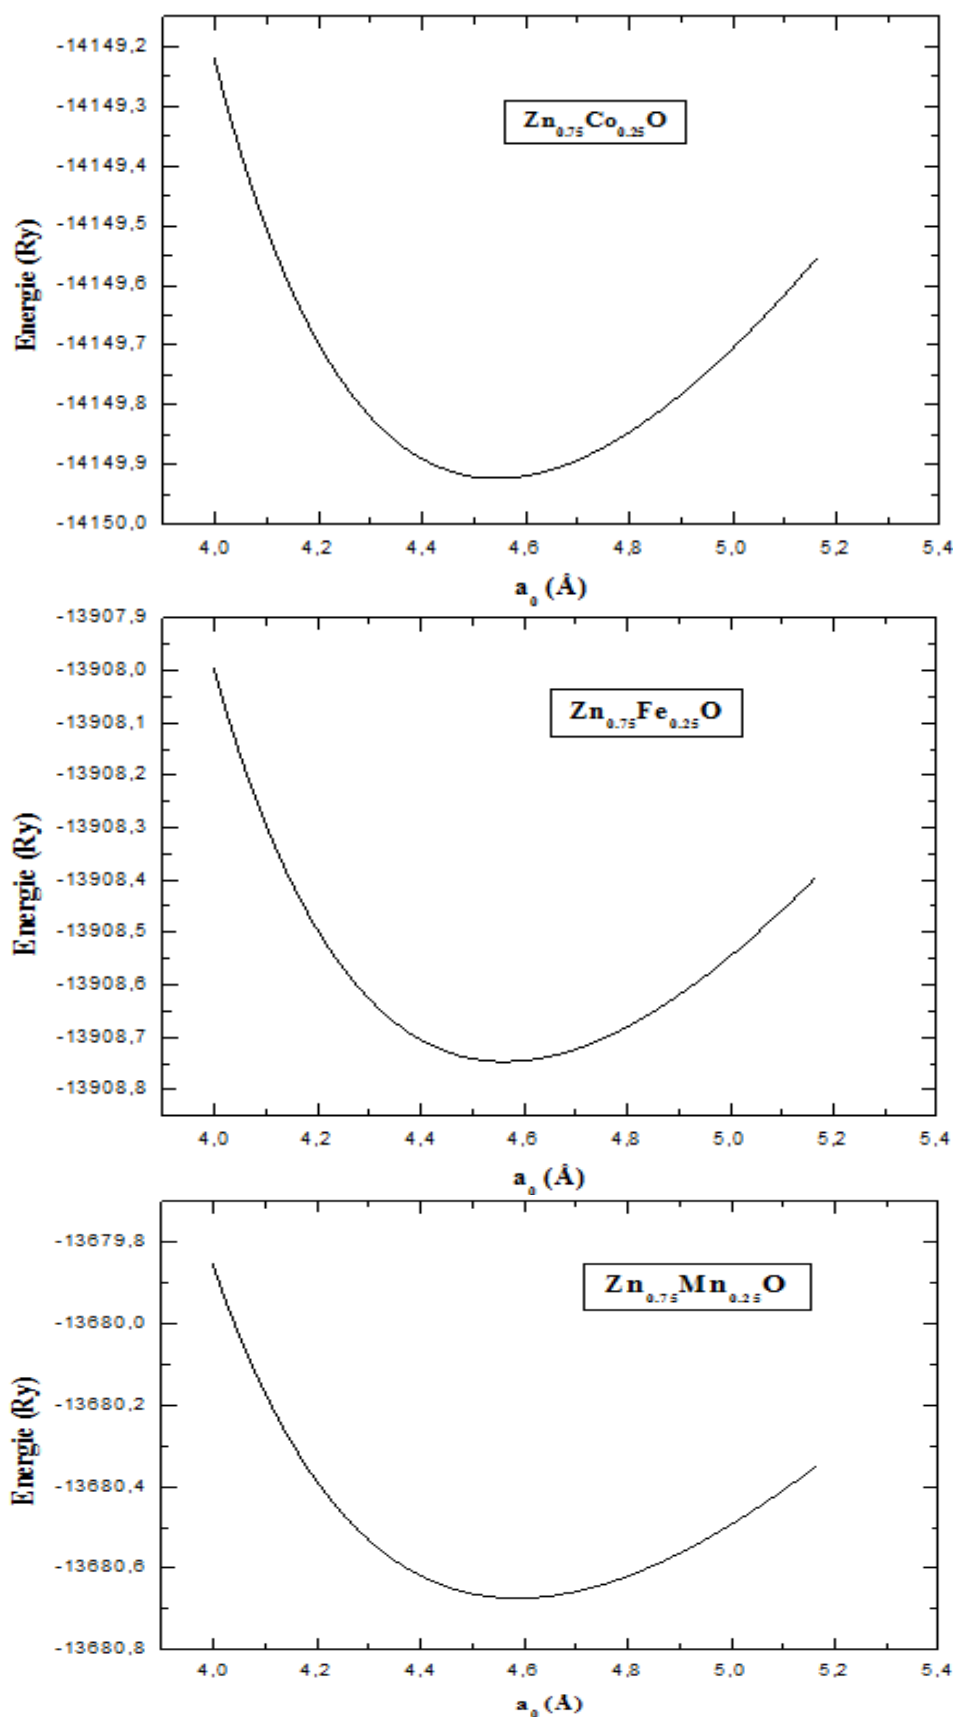 -14149,2
-14149,3
-14149,4
-14149,5
-14149,6
-14149,7
-14149,8
-14149,9
-14150,0
Energie (Ry)
Zn0.75Co0.25O
4,0 4,2 4,4 4,6 4,8 5,0 5,2 5,4
a0 (Å)
-13907,9
-13908,0
-13908,1
-13908,2
-13908,3
-13908,4
-13908,5
-13908,6
-13908,7
-13908,8
Energie (Ry)
Zn0.75Fe0.25O
4,0 4,2 4,4 4,6 4,8 5,0 5,2 5,4
a0 (Å)
-13679,8
-13680,0
-13680,2
-13680,4
-13680,6
-13680,8
Energie (Ry)
Zn0.75Mn0.25O
4,0 4,2 4,4 4,6 4,8 5,0 5,2 5,4
a0 (Å)